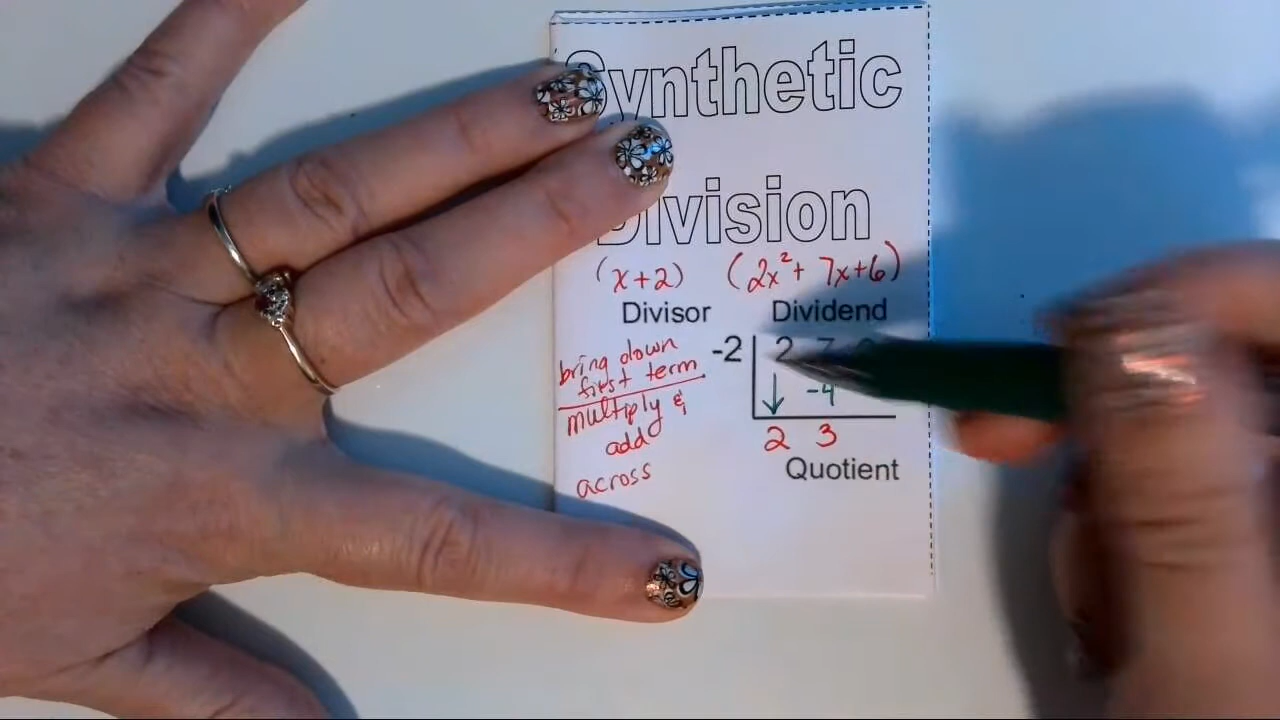 Synthetic
Division
(x+2) (2x²+ 7x+6)
Divisor Dividend
bring down
first term
multiply &
add
across
-2 2 7
↓ -4
2 3
Quotient